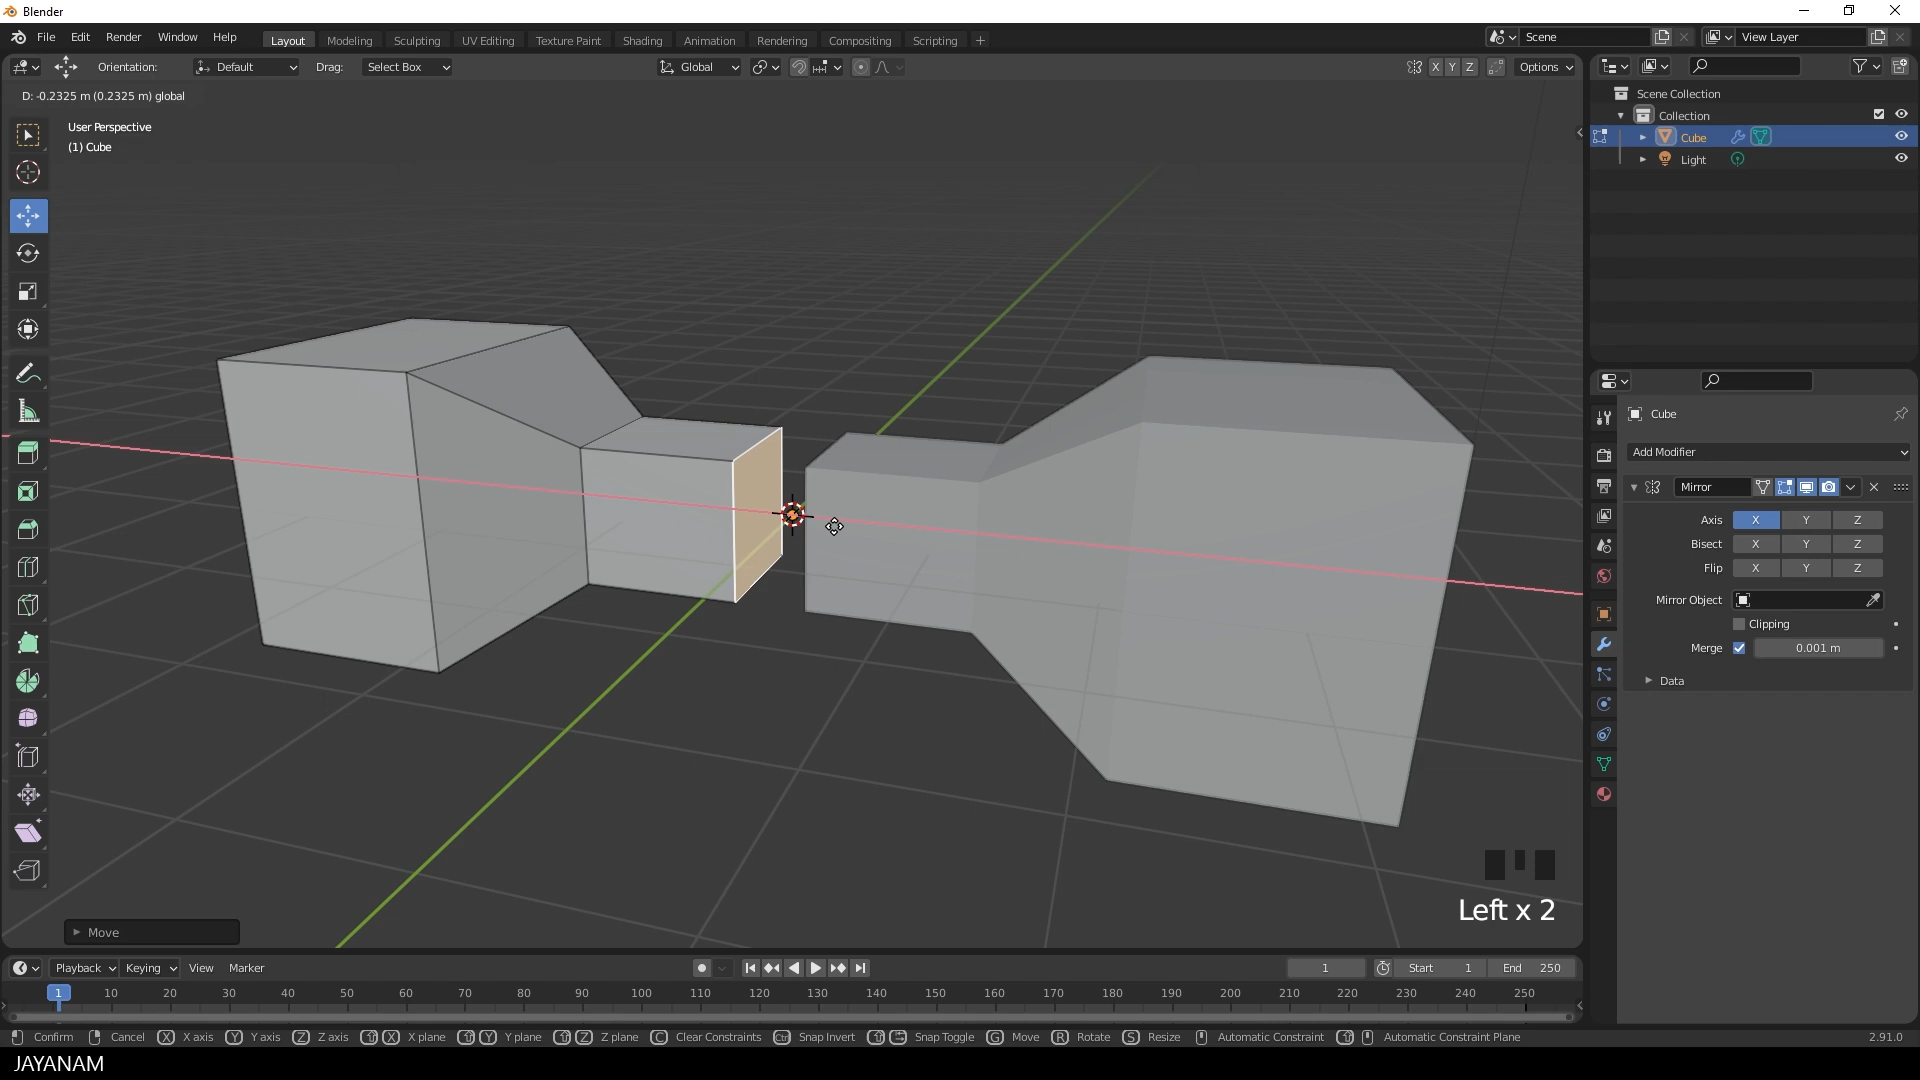 Blender
File Edit Render Window Help
Layout Modeling Sculpting UV Editing Texture Paint Shading Animation Rendering Compositing Scripting +
Scene View Layer
Orientation: Default Drag: Select Box Global X Y Z Options
D: -0.2325 m (0.2325 m) global
User Perspective
(1) Cube
Scene Collection
Collection
Cube
Light
Cube
Add Modifier
Mirror
Axis X Y Z
Bisect X Y Z
Flip X Y Z
Mirror Object
Clipping
Merge 0.001 m
Data
Left x 2
Move
Playback Keying View Marker 1 Start 1 End 250
1 10 20 30 40 50 60 70 80 90 100 110 120 130 140 150 160 170 180 190 200 210 220 230 240 250
Confirm Cancel X X axis Y Y axis Z Z axis X X plane Y Y plane Z Z plane C Clear Constraints Ctrl Snap Invert Snap Toggle G Move R Rotate S Resize Automatic Constraint Automatic Constraint Plane 2.91.0
JAYANAM